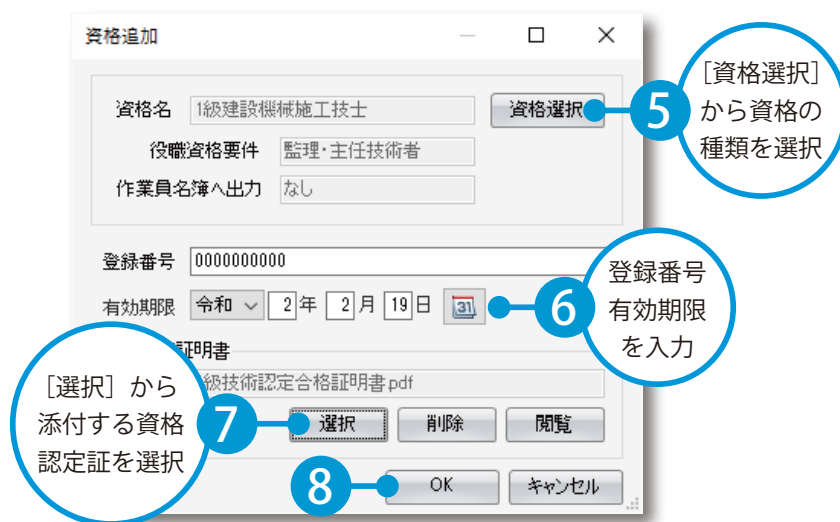 資格追加
資格名 1級建設機械施工技士 資格選択
役職資格要件 監理・主任技術者
作業員名簿へ出力 なし
5
［資格選択］
から資格の
種類を選択
登録番号 0000000000
有効期限 令和 2年 2月 19日 31
6
登録番号
有効期限
を入力
証明書
級技術認定合格証明書.pdf
選択 削除 閲覧
7
［選択］から
添付する資格
認定証を選択
8
OK キャンセル